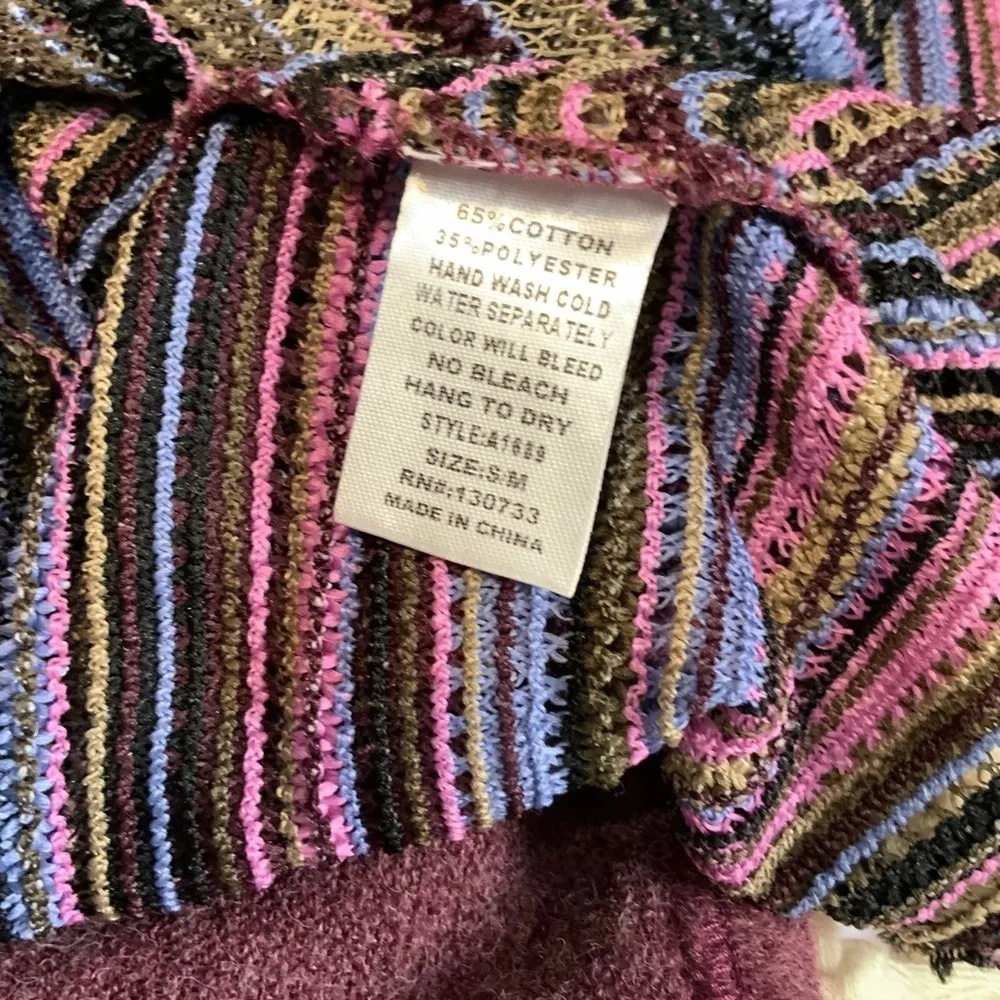 65% COTTON
35%POLYESTER
HAND WASH COLD
WATER SEPARATELY
COLOR WILL BLEED
NO BLEACH
HANG TO DRY
STYLE:A1689
SIZE:S/M
RN#:130733
MADE IN CHINA